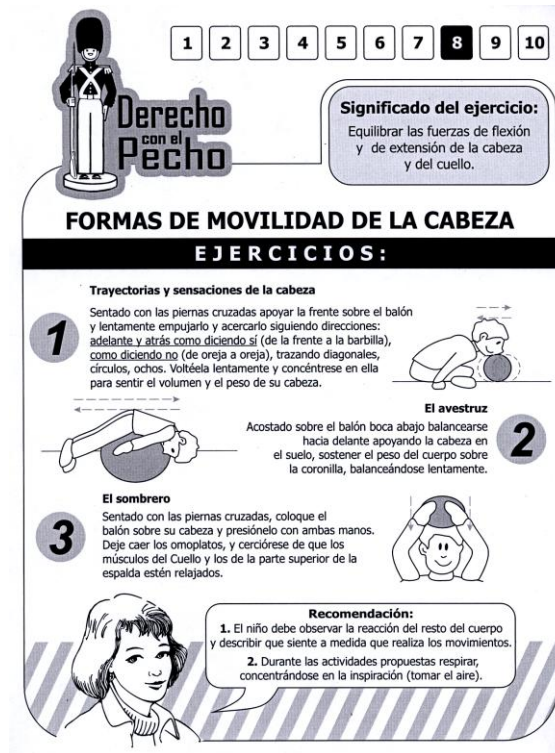 1 2 3 4 5 6 7 8 9 10
Derecho
con el
Pecho
Significado del ejercicio:
Equilibrar las fuerzas de flexión
y de extensión de la cabeza
y del cuello.
FORMAS DE MOVILIDAD DE LA CABEZA
EJERCICIOS:
Trayectorias y sensaciones de la cabeza
1
Sentado con las piernas cruzadas apoyar la frente sobre el balón
y lentamente empujarlo y acercarlo siguiendo direcciones:
adelante y atrás como diciendo sí (de la frente a la barbilla),
como diciendo no (de oreja a oreja), trazando diagonales,
círculos, ochos. Voltéela lentamente y concéntrese en ella
para sentir el volumen y el peso de su cabeza.
El avestruz
2
Acostado sobre el balón boca abajo balancearse
hacia delante apoyando la cabeza en
el suelo, sostener el peso del cuerpo sobre
la coronilla, balanceándose lentamente.
El sombrero
3
Sentado con las piernas cruzadas, coloque el
balón sobre su cabeza y presiónelo con ambas manos.
Deje caer los omoplatos, y cerciórese de que los
músculos del Cuello y los de la parte superior de la
espalda estén relajados.
Recomendación:
1. El niño debe observar la reacción del resto del cuerpo
y describir que siente a medida que realiza los movimientos.
2. Durante las actividades propuestas respirar,
concentrándose en la inspiración (tomar el aire).